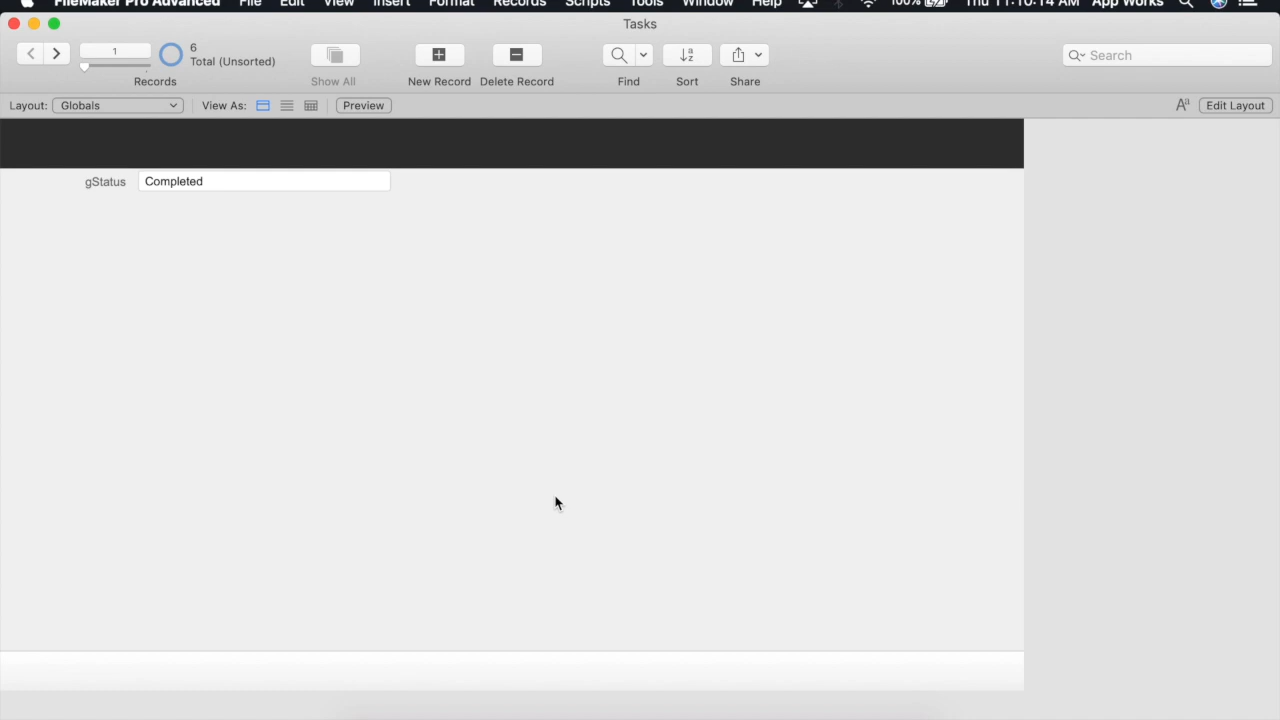 FileMaker Pro Advanced File Edit View Insert Format Records Scripts Tools Window Help 100% Thu 11:10:14 AM App Works
Tasks
1
6
Total (Unsorted)
Records
Show All
New Record
Delete Record
Find
Sort
Share
Search
Layout: Globals
View As:
Preview
Aa
Edit Layout
gStatus
Completed